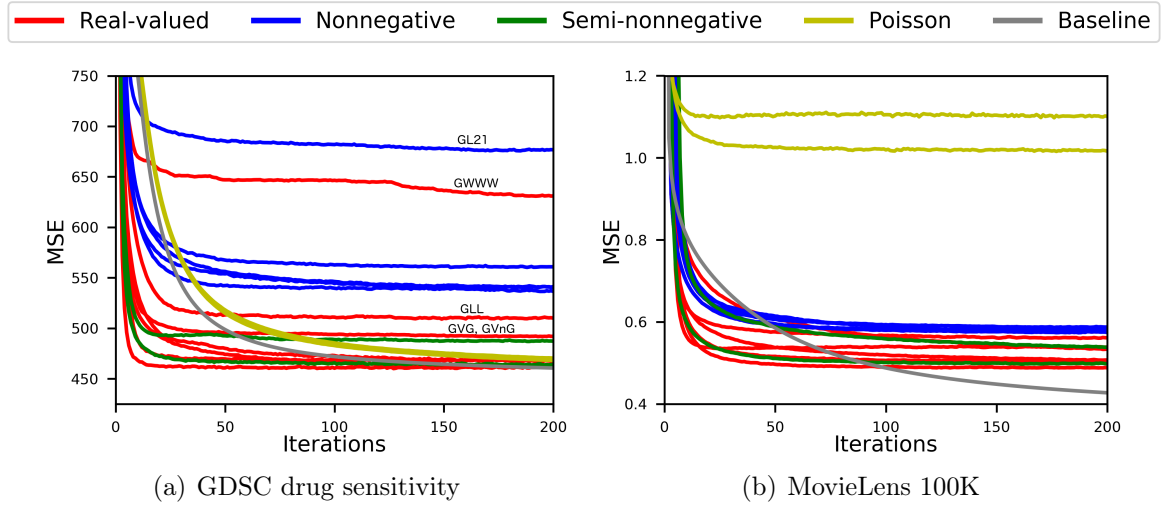 Real-valued Nonnegative Semi-nonnegative Poisson Baseline
750
700
650
600
550
500
450
MSE
GL21
GWWW
GLL
GVG, GVnG
0 50 100 150 200
Iterations
(a) GDSC drug sensitivity
1.2
1.0
0.8
0.6
0.4
MSE
0 50 100 150 200
Iterations
(b) MovieLens 100K